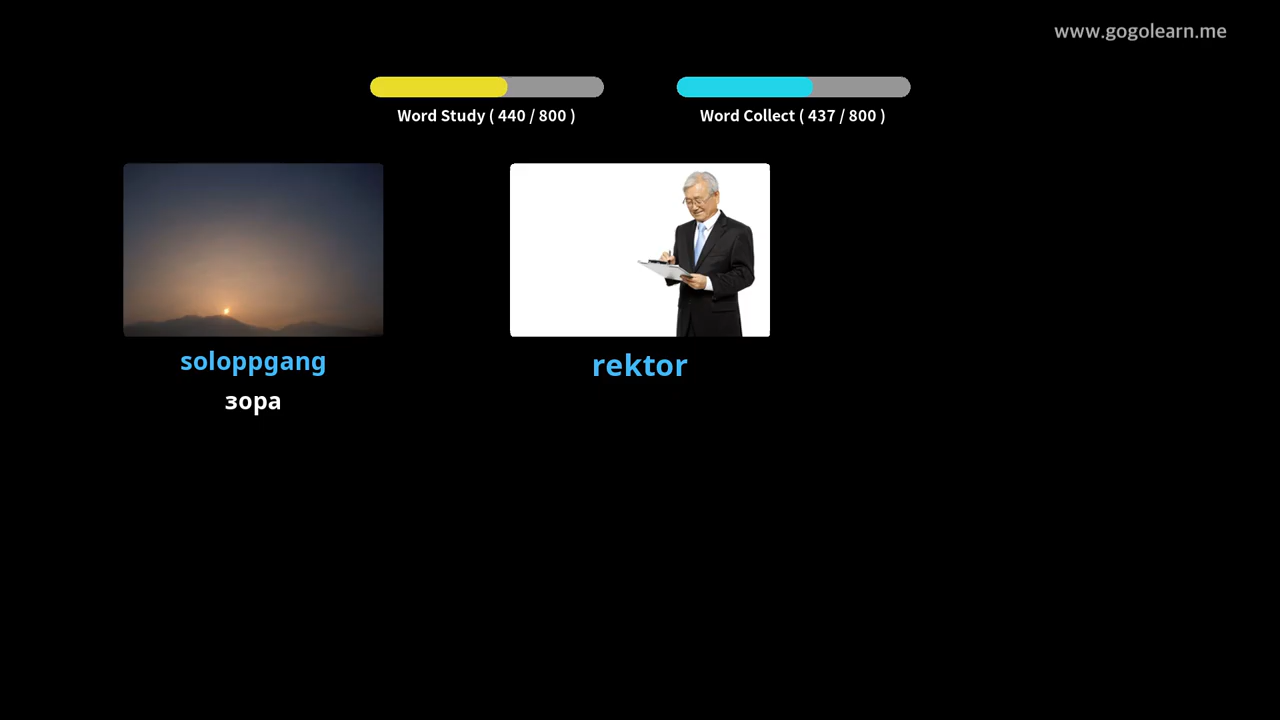 www.gogolearn.me
Word Study ( 440 / 800 )
Word Collect ( 437 / 800 )
soloppgang
зора
rektor